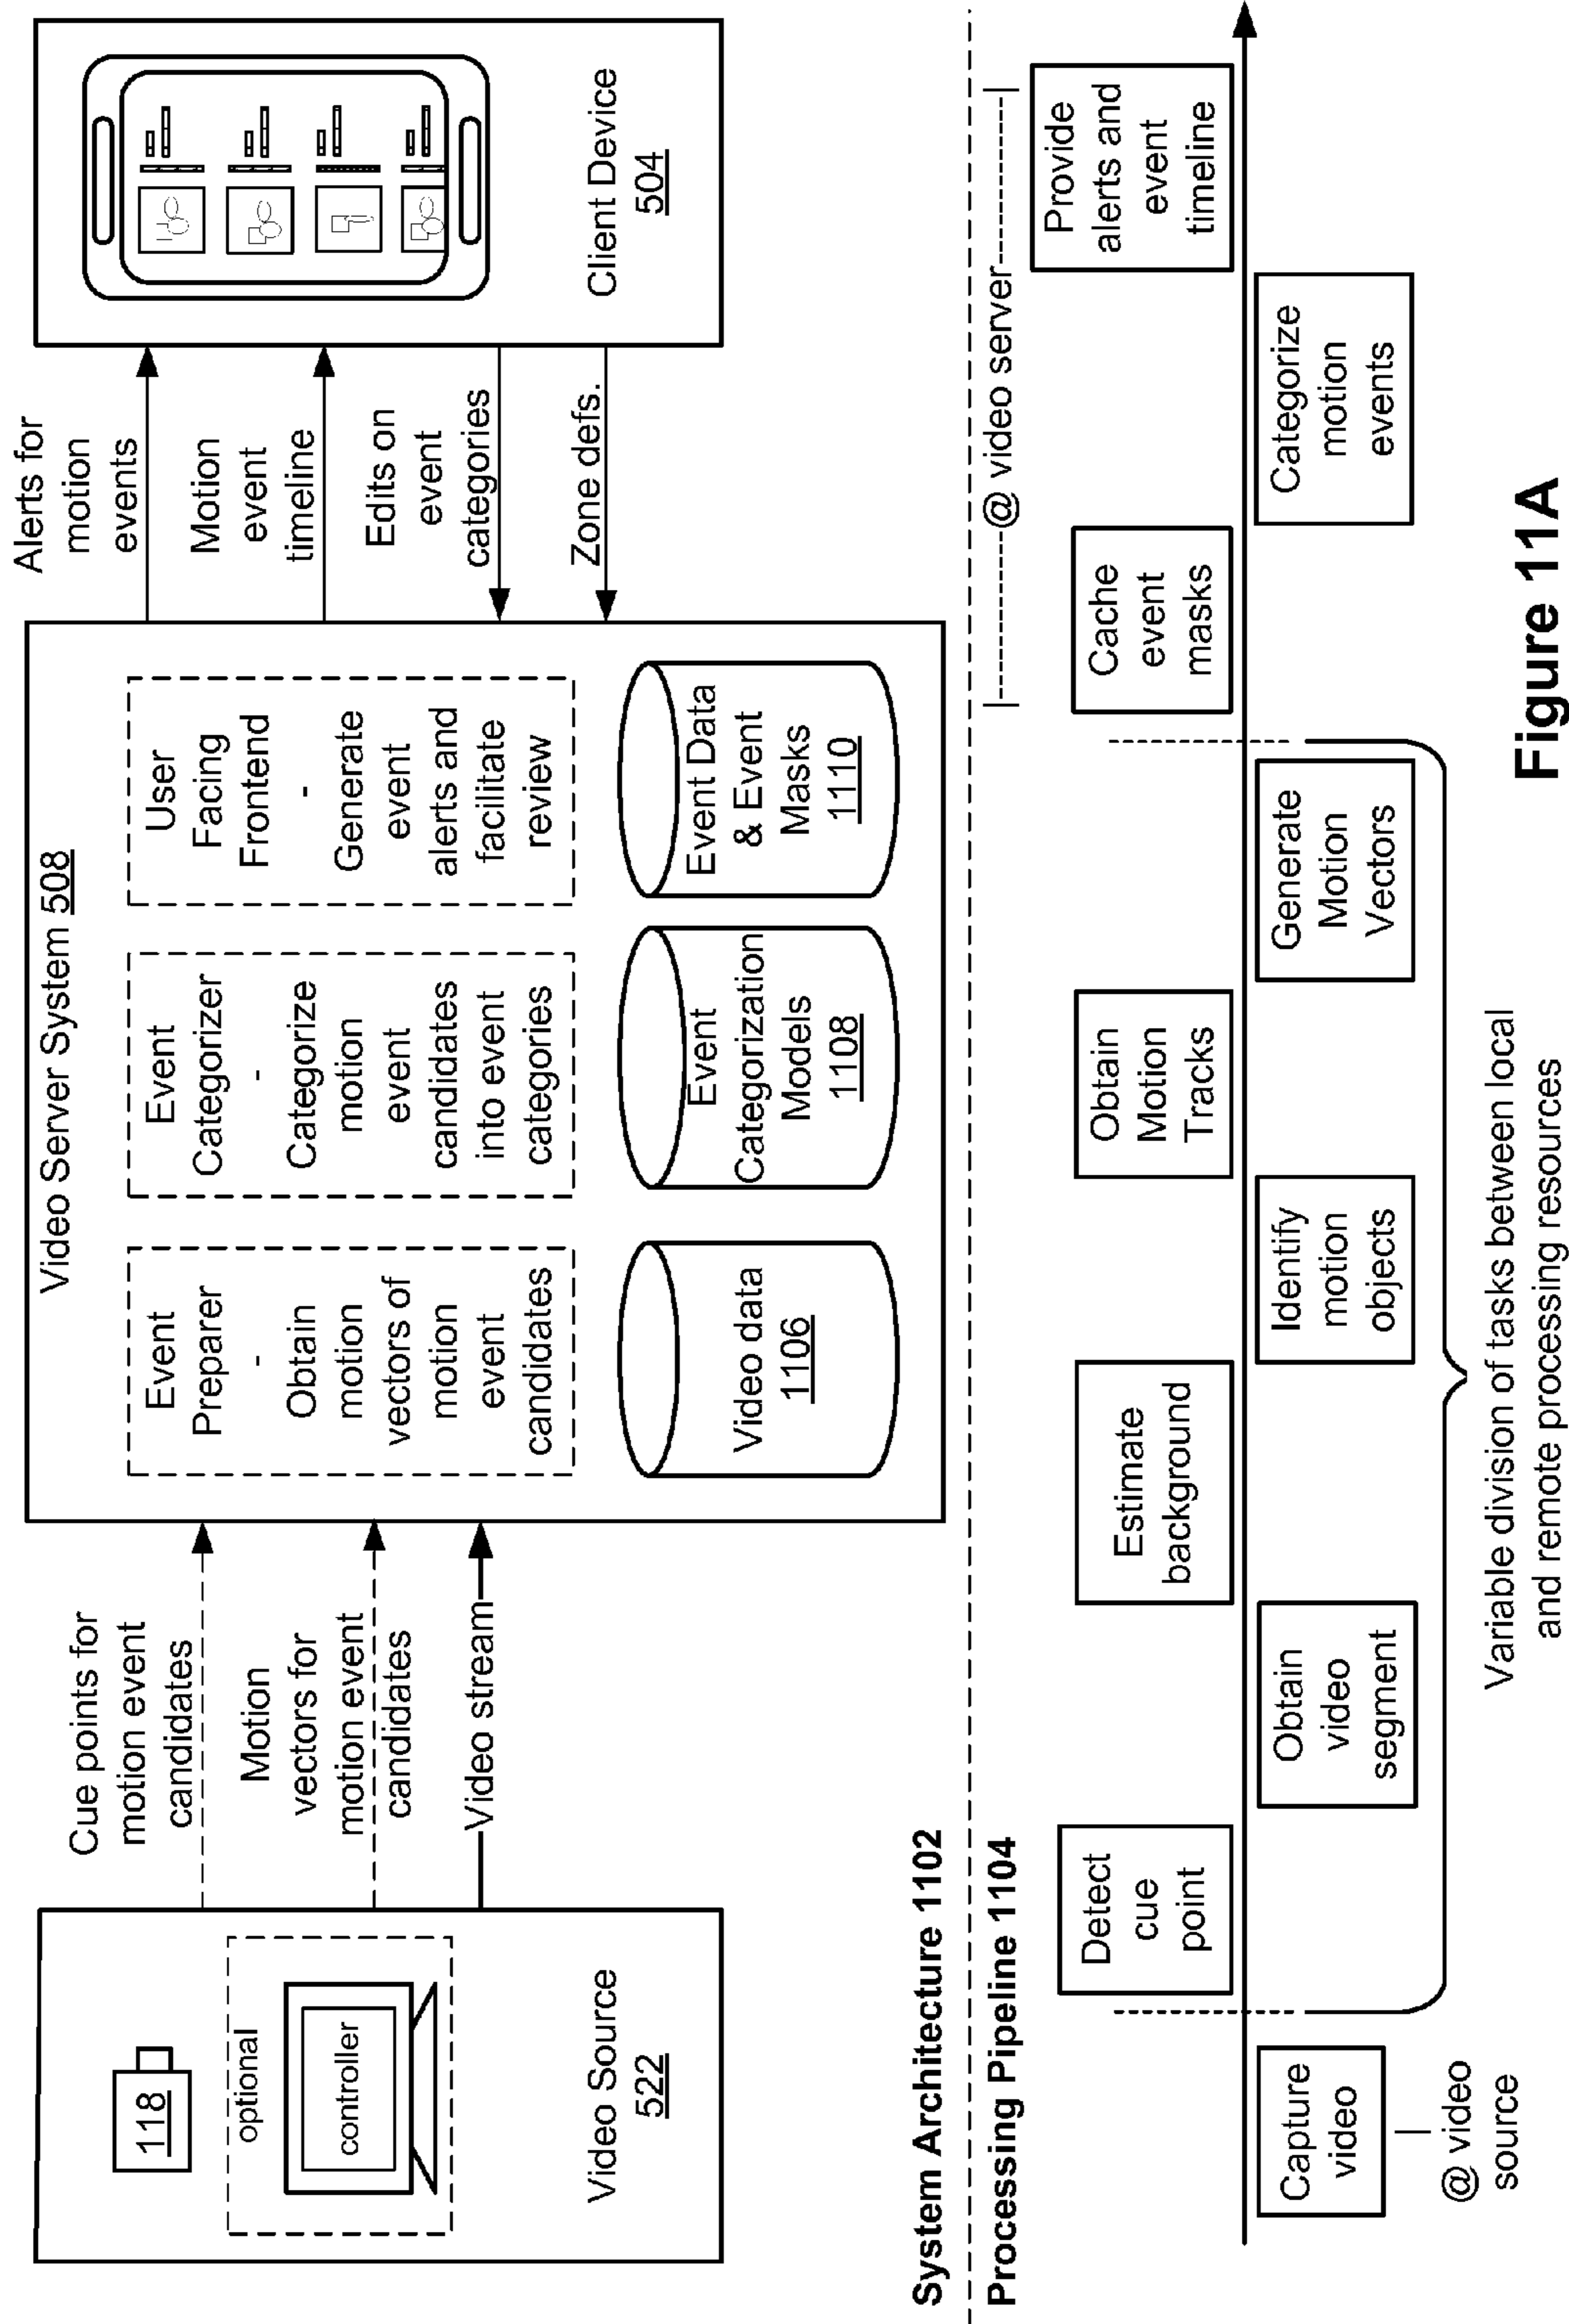 118
optional
controller
Video Source
522
Cue points for
motion event
candidates
Motion
vectors for
motion event
candidates
Video stream
Video Server System 508
Event
Preparer
-
Obtain
motion
vectors of
motion
event
candidates
Event
Categorizer
-
Categorize
motion
event
candidates
into event
categories
User
Facing
Frontend
-
Generate
event
alerts and
facilitate
review
Video data
1106
Event
Categorization
Models
1108
Event Data
& Event
Masks
1110
Alerts for
motion
events
Motion
event
timeline
Edits on
event
categories
Zone defs.
Client Device
504
System Architecture 1102
Processing Pipeline 1104
@ video server
Capture
video
@ video
source
Detect
cue
point
Obtain
video
segment
Estimate
background
Identify
motion
objects
Obtain
Motion
Tracks
Generate
Motion
Vectors
Cache
event
masks
Categorize
motion
events
Provide
alerts and
event
timeline
Variable division of tasks between local
and remote processing resources
Figure 11A